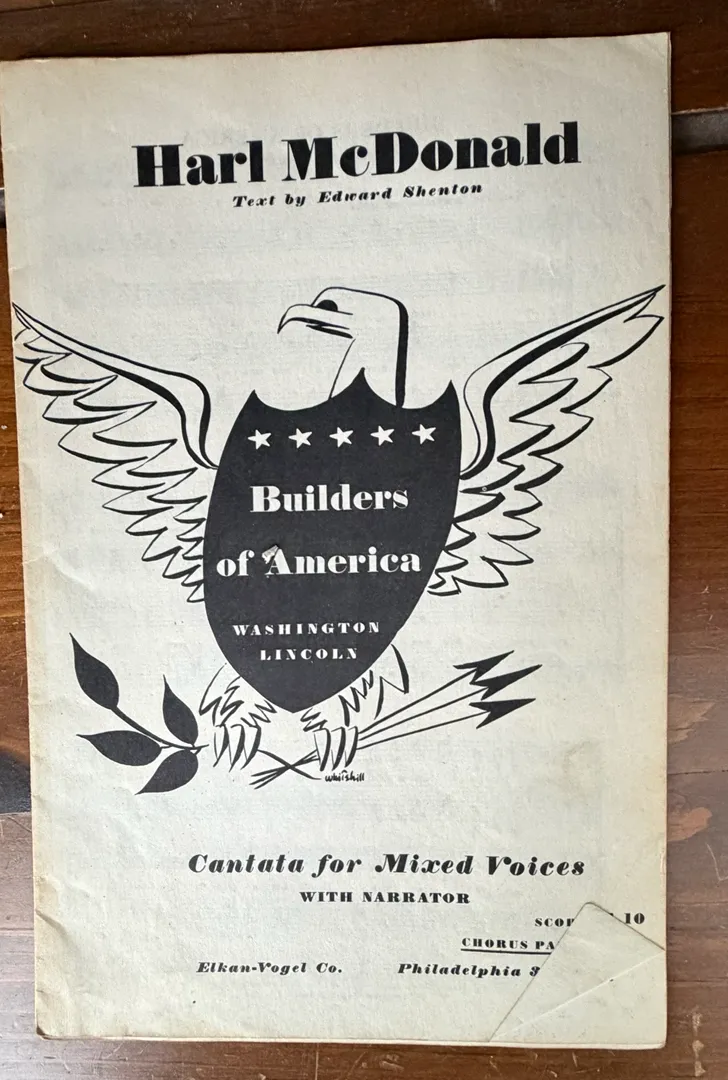 Harl McDonald
Text by Edward Shenton
Builders
of America
WASHINGTON
LINCOLN
Cantata for Mixed Voices
WITH NARRATOR
10
CHORUS
Elkan-Vogel Co. Philadelphia